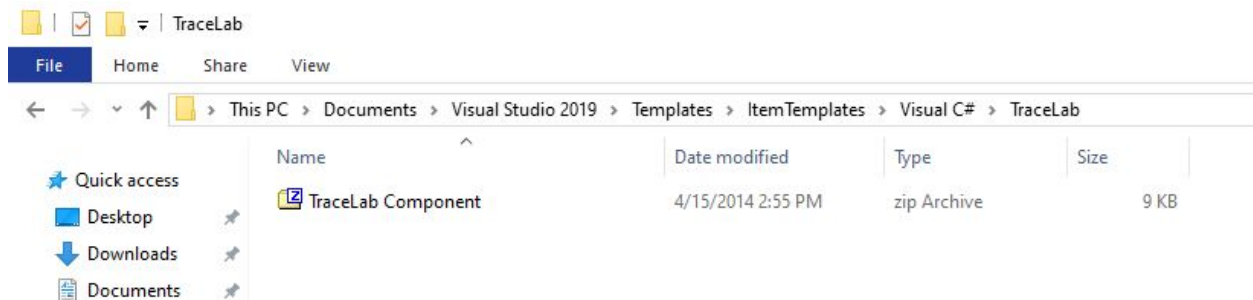 TraceLab
File Home Share View
This PC > Documents > Visual Studio 2019 > Templates > ItemTemplates > Visual C# > TraceLab
Name Date modified Type Size
Quick access
TraceLab Component 4/15/2014 2:55 PM zip Archive 9 KB
Desktop
Downloads
Documents